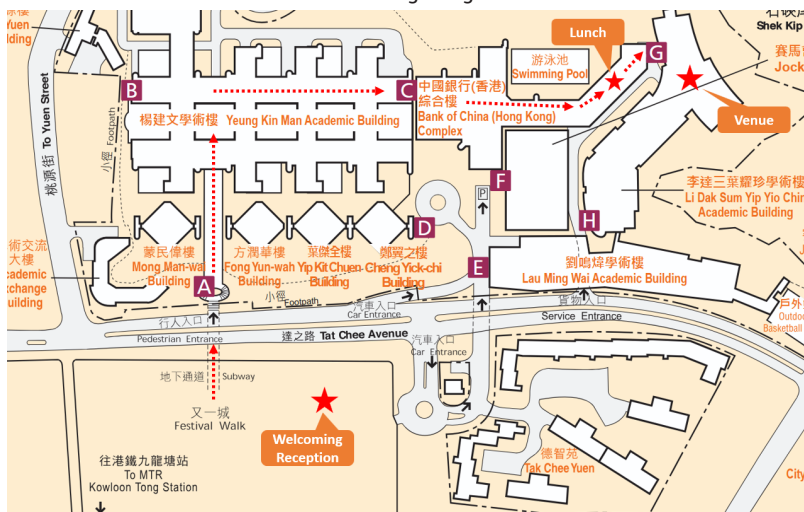 石硤尾
Shek Kip
賽馬
Jock
Yuen
ilding
Lunch
G
游泳池
Swimming Pool
Venue
B
C
中國銀行(香港)
綜合樓
Bank of China (Hong Kong)
Complex
楊建文學術樓 Yeung Kin Man Academic Building
小徑 Footpath
桃源街 To Yuen Street
F
P
李達三葉耀珍學術樓
Li Dak Sum Yip Yio Chin
Academic Building
H
D
蒙民偉樓
Mong Man-wai
Building
方潤華樓
Fong Yun-wah
Building
葉傑全樓
Yip Kit Chuen
Building
鄭翼之樓
Cheng Yick-chi
Building
術交流
大樓
cademic
xchange
uilding
A
E
劉鳴煒學術樓
Lau Ming Wai Academic Building
小徑 Footpath
汽車入口
Car Entrance
貨物入口
Service Entrance
戶外
Outdoo
Basketball
行人入口
Pedestrian Entrance
達之路 Tat Chee Avenue
汽車入口
Car Entrance
地下通道 Subway
又一城
Festival Walk
Welcoming
Reception
往港鐵九龍塘站
To MTR
Kowloon Tong Station
德智苑
Tak Chee Yuen
City